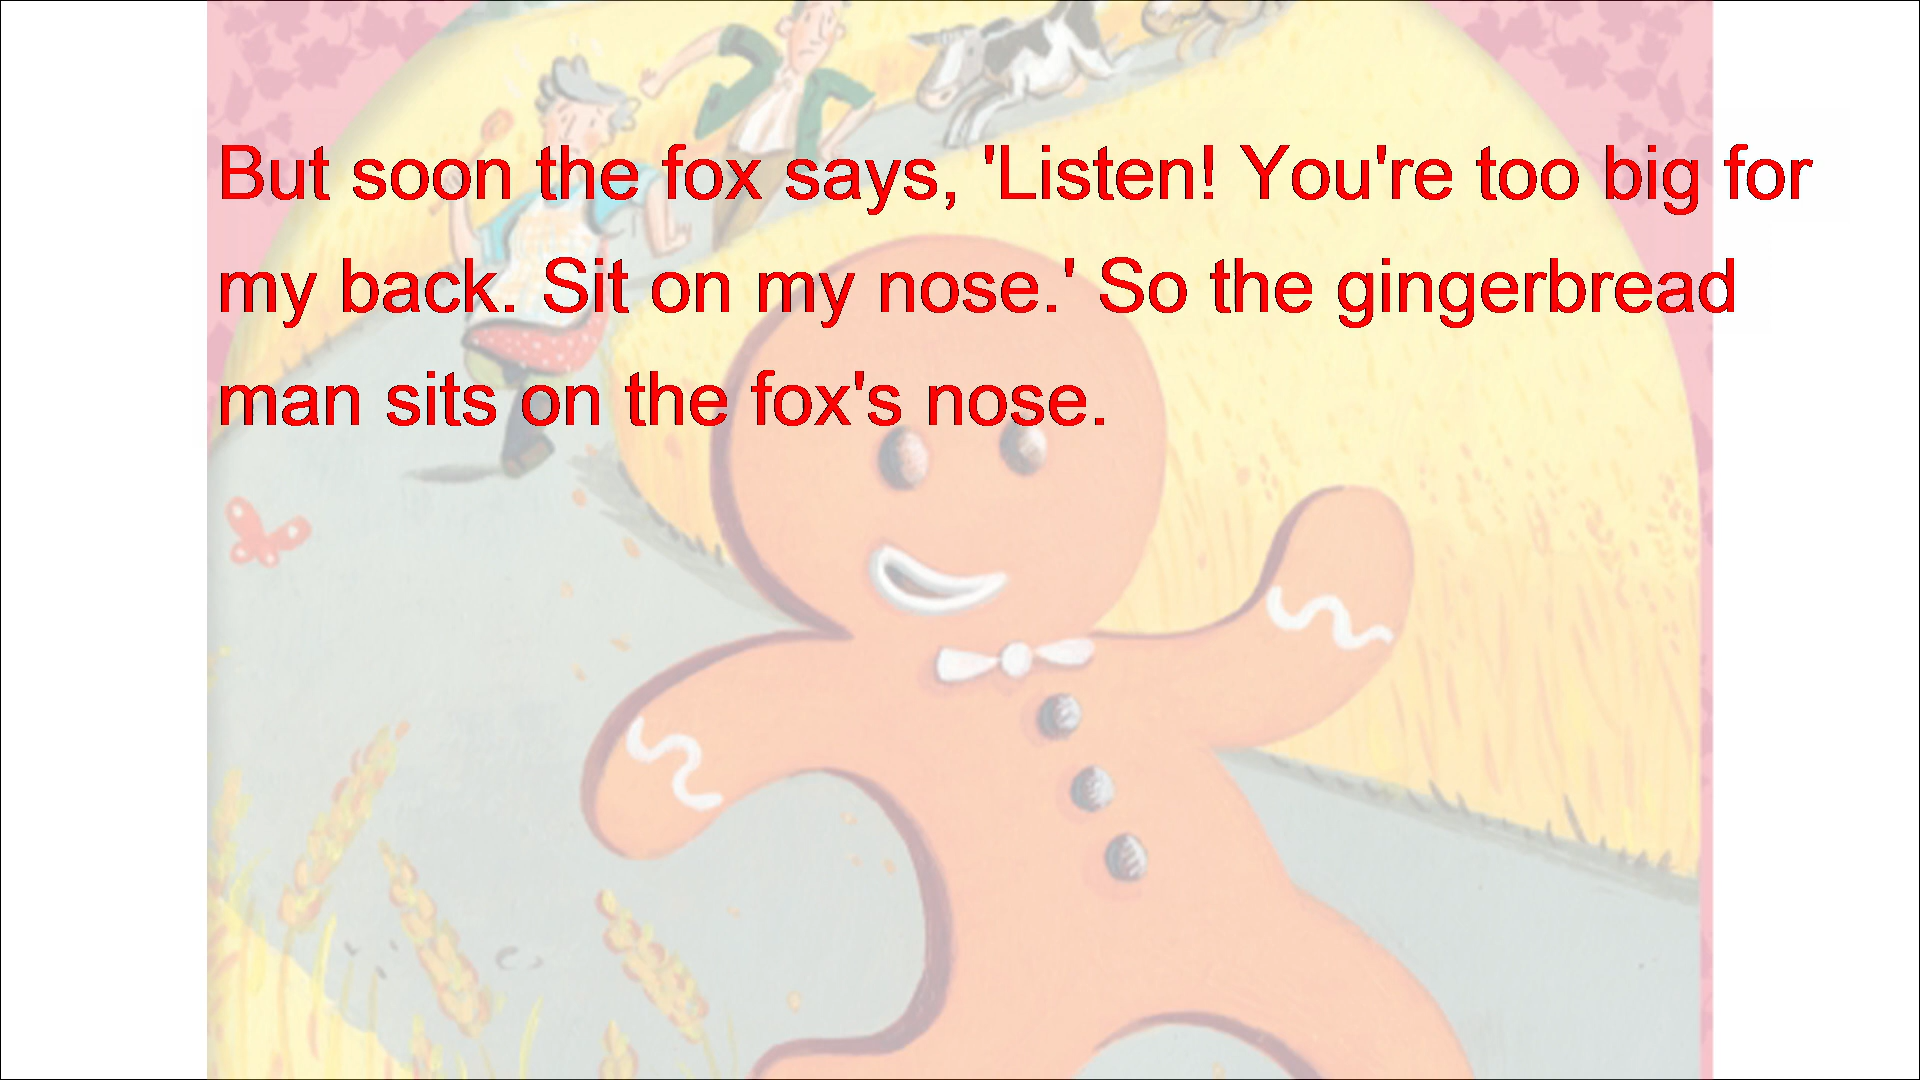 But soon the fox says, 'Listen! You're too big for
my back. Sit on my nose.' So the gingerbread
man sits on the fox's nose.